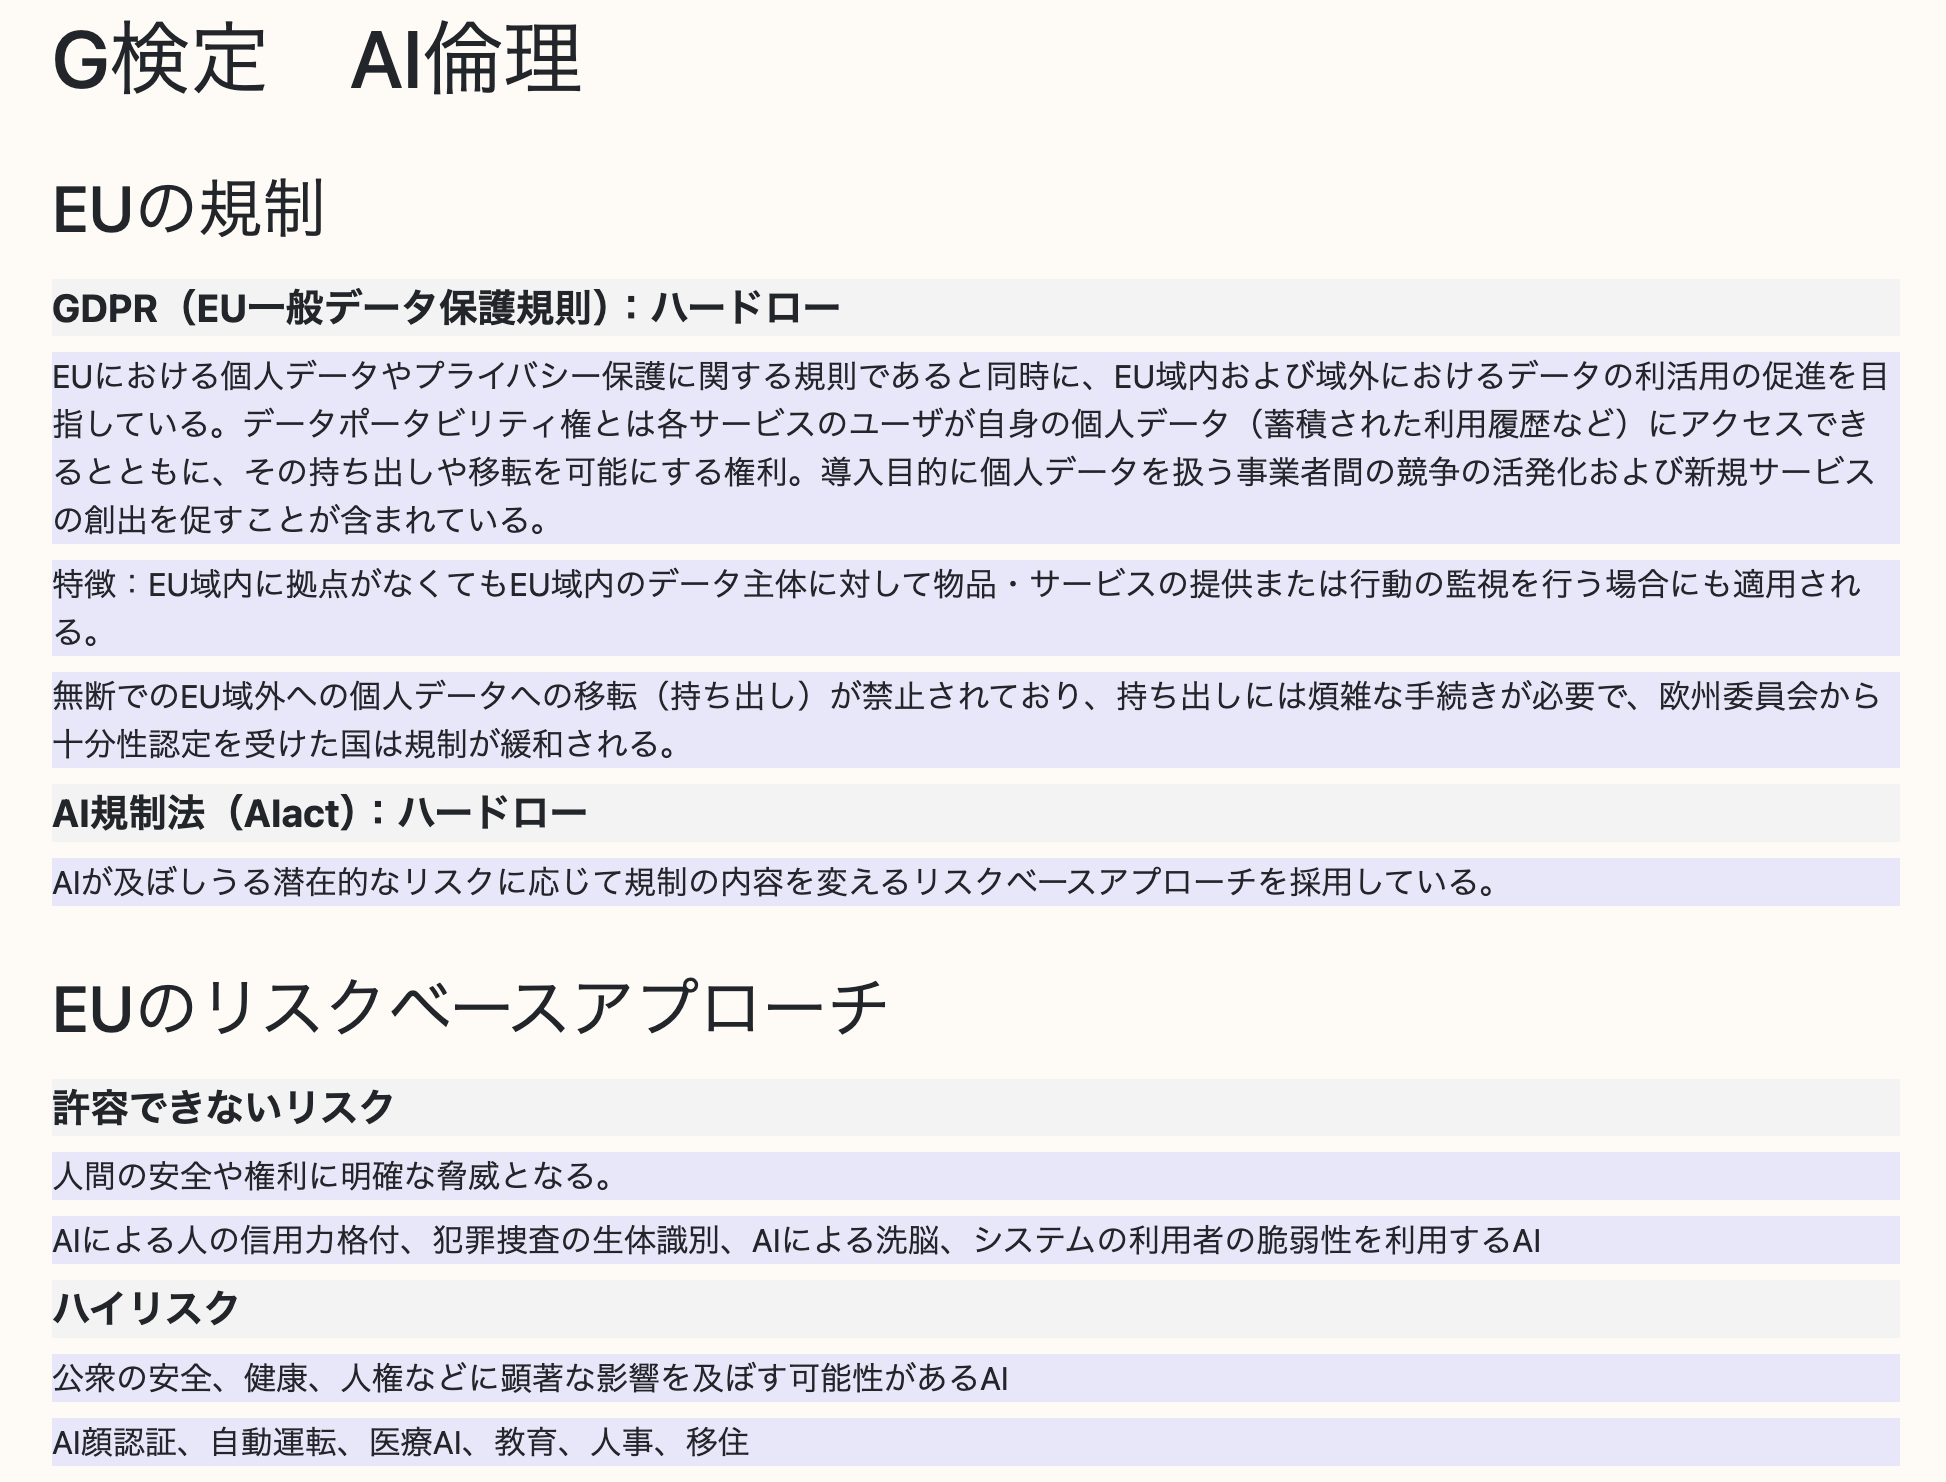 G検定　AI倫理
EUの規制
GDPR（EU一般データ保護規則）：ハードロー
EUにおける個人データやプライバシー保護に関する規則であると同時に、EU域内および域外におけるデータの利活用の促進を目
指している。データポータビリティ権とは各サービスのユーザが自身の個人データ（蓄積された利用履歴など）にアクセスでき
るとともに、その持ち出しや移転を可能にする権利。導入目的に個人データを扱う事業者間の競争の活発化および新規サービス
の創出を促すことが含まれている。
特徴：EU域内に拠点がなくてもEU域内のデータ主体に対して物品・サービスの提供または行動の監視を行う場合にも適用され
る。
無断でのEU域外への個人データへの移転（持ち出し）が禁止されており、持ち出しには煩雑な手続きが必要で、欧州委員会から
十分性認定を受けた国は規制が緩和される。
AI規制法（AIact）：ハードロー
AIが及ぼしうる潜在的なリスクに応じて規制の内容を変えるリスクベースアプローチを採用している。
EUのリスクベースアプローチ
許容できないリスク
人間の安全や権利に明確な脅威となる。
AIによる人の信用力格付、犯罪捜査の生体識別、AIによる洗脳、システムの利用者の脆弱性を利用するAI
ハイリスク
公衆の安全、健康、人権などに顕著な影響を及ぼす可能性があるAI
AI顔認証、自動運転、医療AI、教育、人事、移住